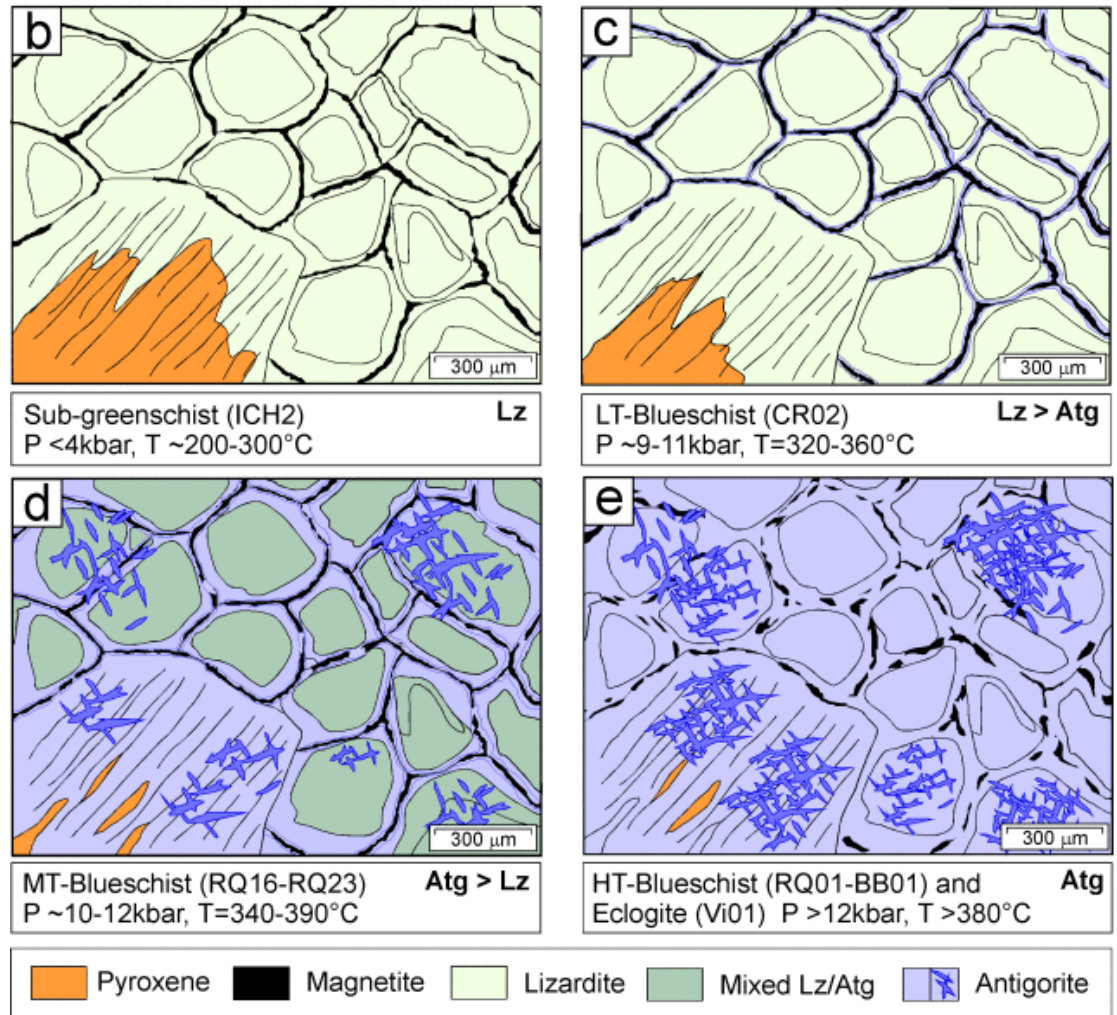 b
300 µm
Sub-greenschist (ICH2) Lz
P <4kbar, T ~200-300°C
c
300 µm
LT-Blueschist (CR02) Lz > Atg
P ~9-11kbar, T=320-360°C
d
300 µm
MT-Blueschist (RQ16-RQ23) Atg > Lz
P ~10-12kbar, T=340-390°C
e
300 µm
HT-Blueschist (RQ01-BB01) and Atg
Eclogite (Vi01) P >12kbar, T >380°C
Pyroxene Magnetite Lizardite Mixed Lz/Atg Antigorite